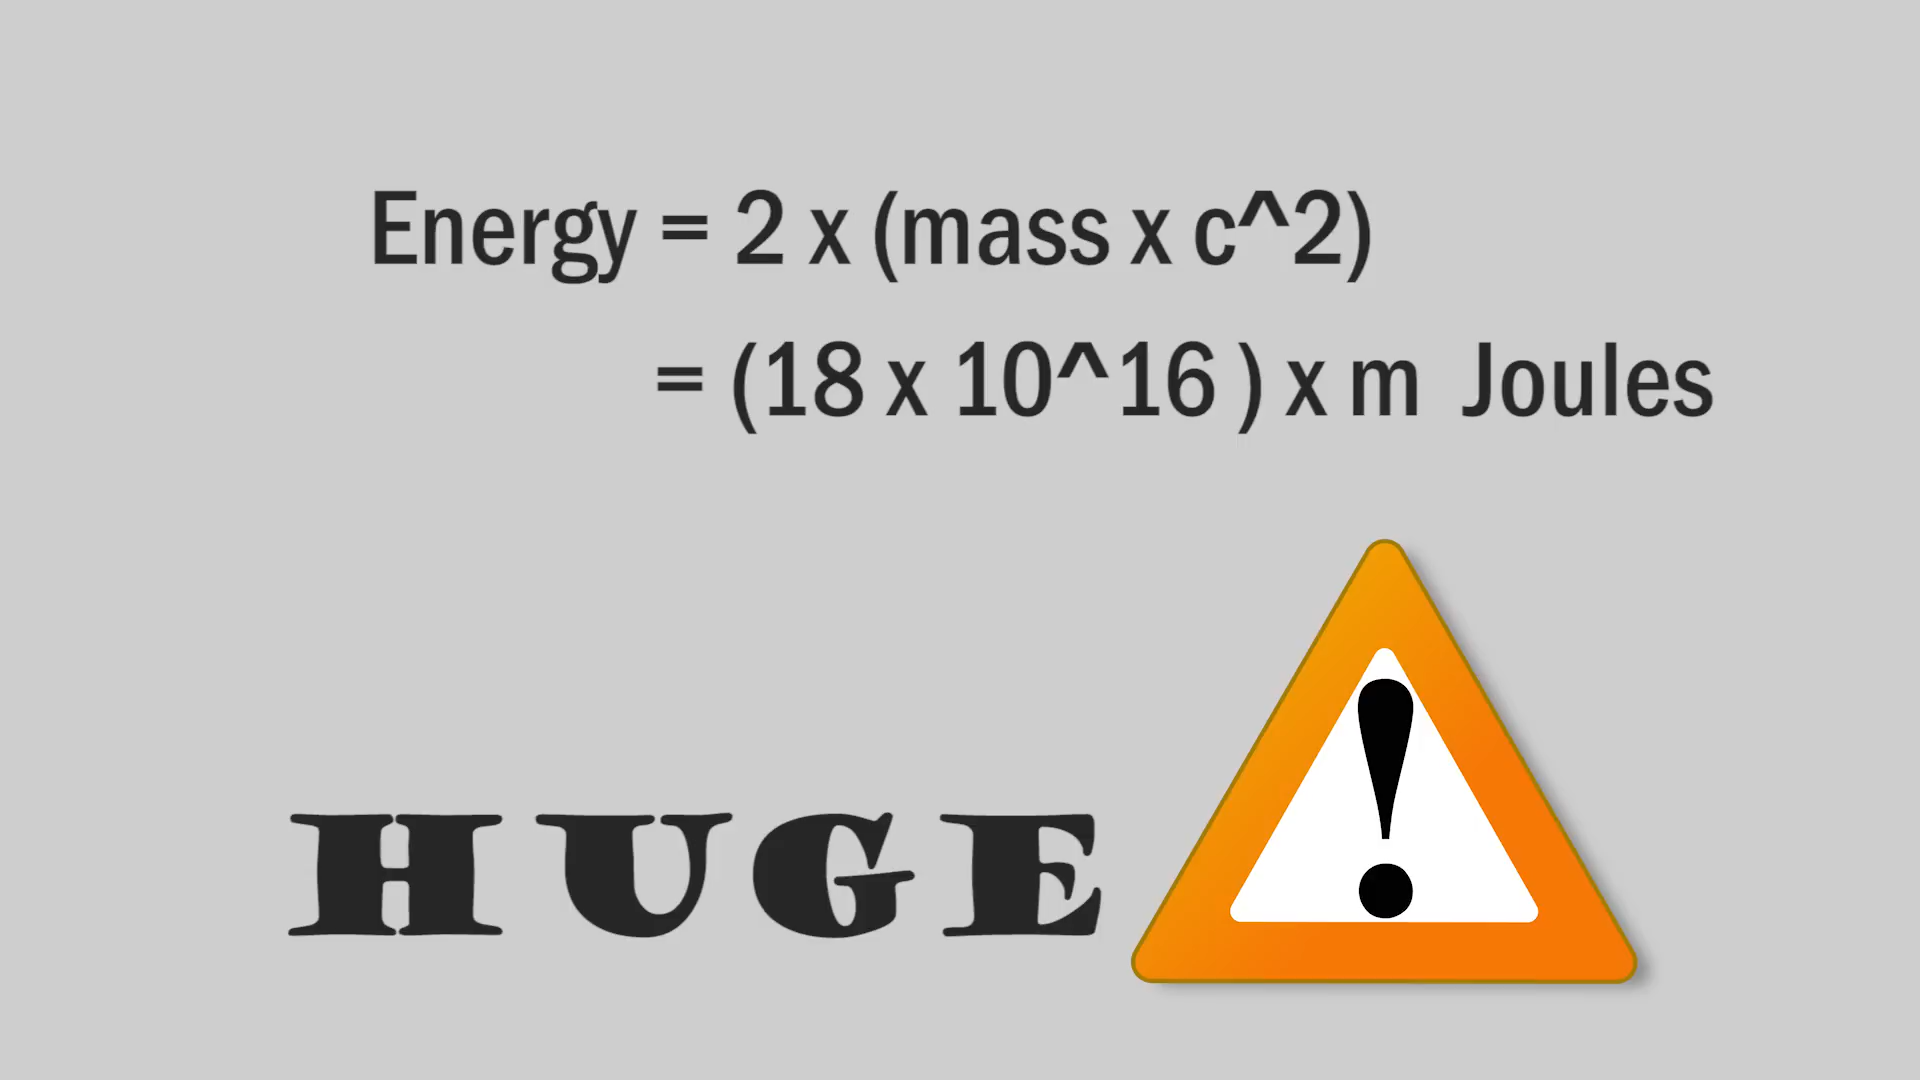 Energy = 2 x (mass x c^2)
= (18 x 10^16 ) x m Joules
HUGE
!